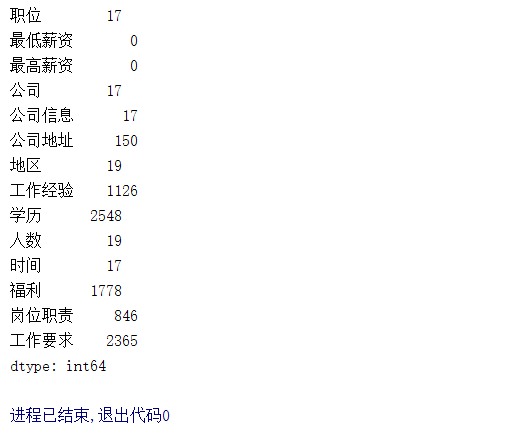 职位 17
最低薪资 0
最高薪资 0
公司 17
公司信息 17
公司地址 150
地区 19
工作经验 1126
学历 2548
人数 19
时间 17
福利 1778
岗位职责 846
工作要求 2365
dtype: int64
进程已结束,退出代码0